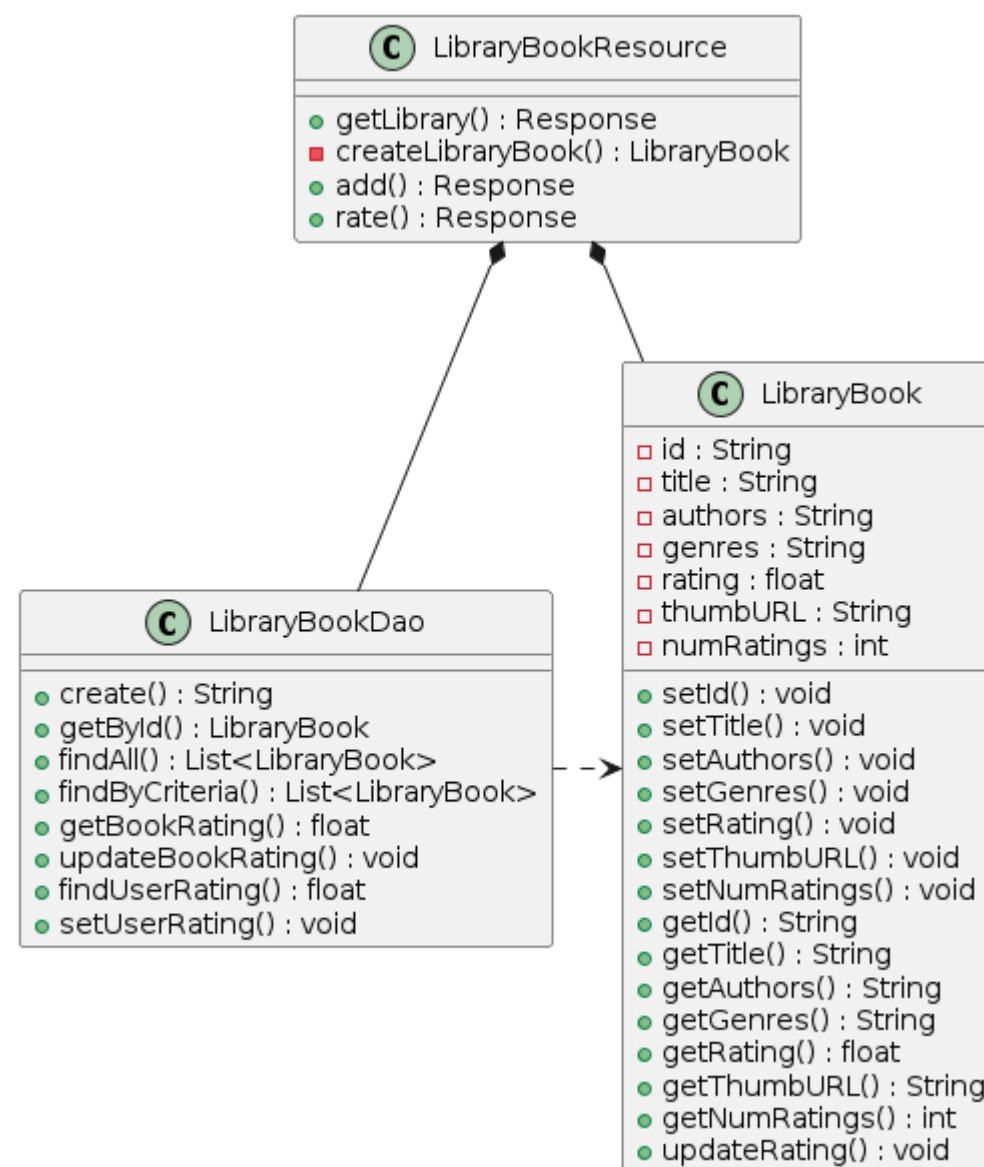 C LibraryBookResource
getLibrary() : Response
createLibraryBook() : LibraryBook
add() : Response
rate() : Response
C LibraryBookDao
create() : String
getById() : LibraryBook
findAll() : List<LibraryBook>
findByCriteria() : List<LibraryBook>
getBookRating() : float
updateBookRating() : void
findUserRating() : float
setUserRating() : void
C LibraryBook
id : String
title : String
authors : String
genres : String
rating : float
thumbURL : String
numRatings : int
setId() : void
setTitle() : void
setAuthors() : void
setGenres() : void
setRating() : void
setThumbURL() : void
setNumRatings() : void
getId() : String
getTitle() : String
getAuthors() : String
getGenres() : String
getRating() : float
getThumbURL() : String
getNumRatings() : int
updateRating() : void